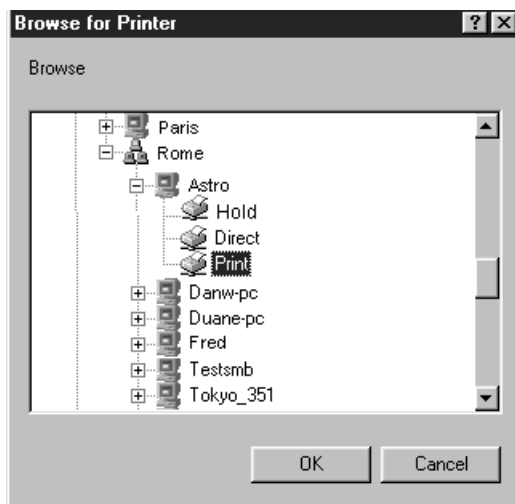 Browse for Printer
Browse
Paris
Rome
Astro
Hold
Direct
Print
Danw-pc
Duane-pc
Fred
Testsmb
Tokyo_351
OK
Cancel